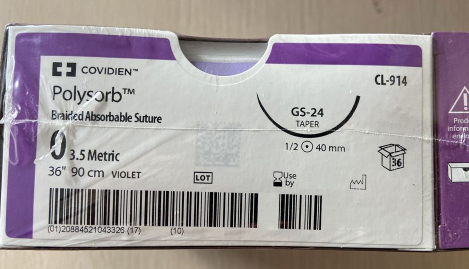 COVIDIEN™
CL-914
Polysorb™
Braided Absorbable Suture
GS-24
TAPER
1/2 40 mm
0 3.5 Metric
36" 90 cm VIOLET
LOT
Use
by
36
(01)20884521043326 (17) (10)